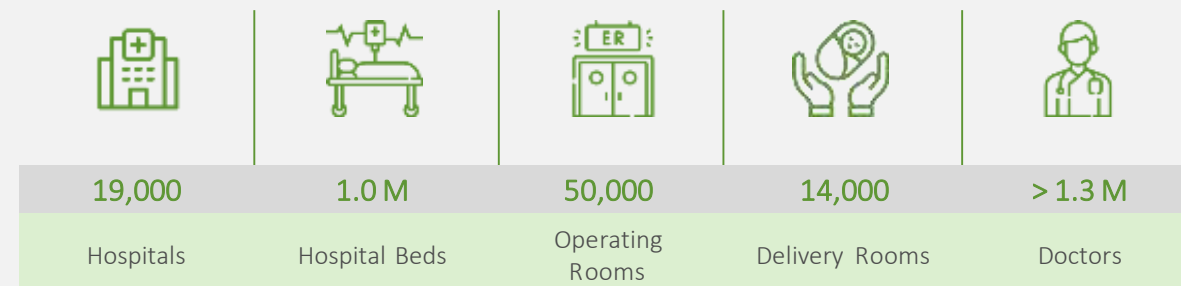 ER
19,000
1.0 M
50,000
14,000
> 1.3 M
Hospitals
Hospital Beds
Operating
Rooms
Delivery Rooms
Doctors